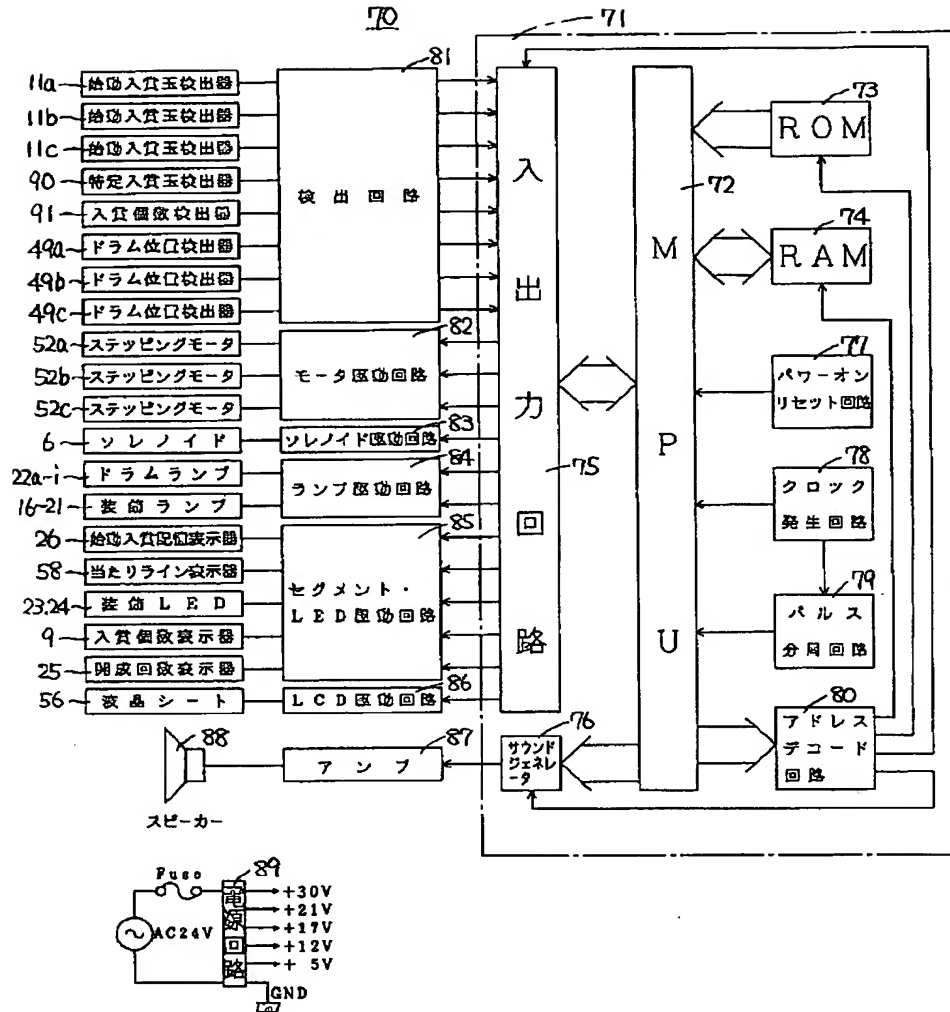 70
71
11a 始動入賞玉検出器
11b 始動入賞玉検出器
11c 始動入賞玉検出器
90 特定入賞玉検出器
91 入賞個数検出器
49a ドラム位置検出器
49b ドラム位置検出器
49c ドラム位置検出器
52a ステッピングモータ
52b ステッピングモータ
52c ステッピングモータ
6 ソレノイド
22a-i ドラムランプ
16-21 装飾ランプ
26 始動入賞記憶表示器
58 当たりライン表示器
23.24 装飾LED
9 入賞個数表示器
25 開成回数表示器
56 液晶シート
81
検出回路
82
モータ駆動回路
83
ソレノイド駆動回路
84
ランプ駆動回路
85
セグメント・
LED駆動回路
86
LCD駆動回路
87
アンプ
88
スピーカー
入出力回路
75
76
サウンド
ジェネレ
ータ
72
MPU
73
ROM
74
RAM
77
パワーオン
リセット回路
78
クロック
発生回路
79
パルス
分周回路
80
アドレス
デコード
回路
Fuse
AC24V
89
電源回路
+30V
+21V
+17V
+12V
+ 5V
GND